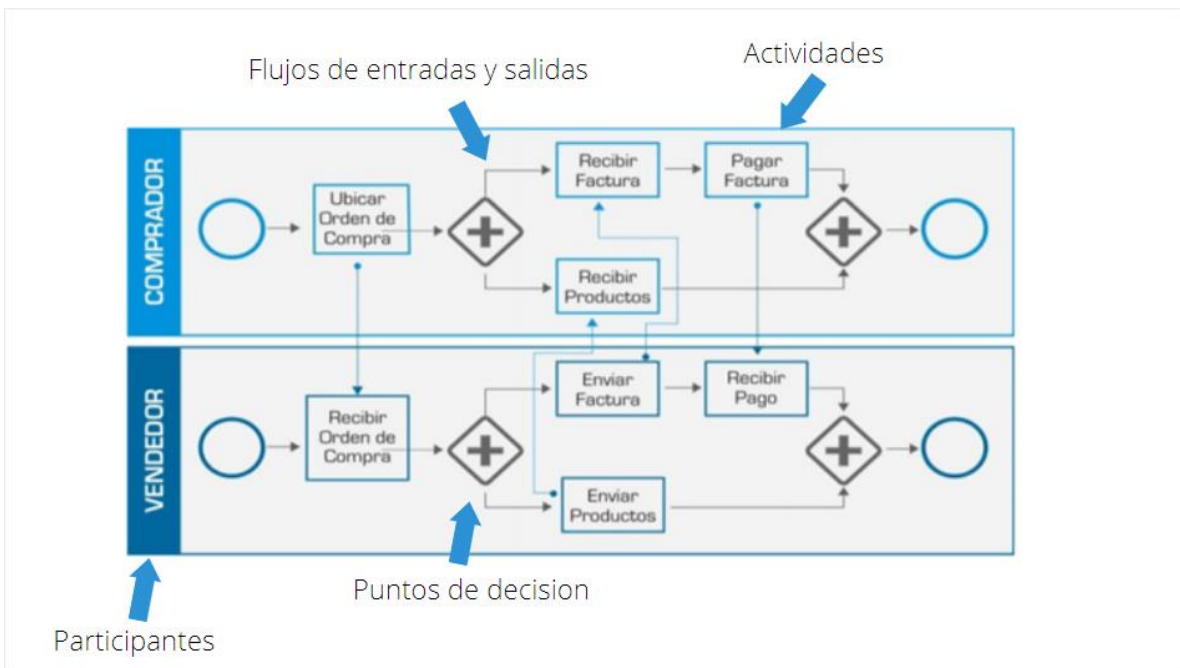 Flujos de entradas y salidas
Actividades
COMPRADOR
Ubicar
Orden de
Compra
Recibir
Factura
Pagar
Factura
Recibir
Productos
VENDEDOR
Recibir
Orden de
Compra
Enviar
Factura
Recibir
Pago
Enviar
Productos
Puntos de decision
Participantes